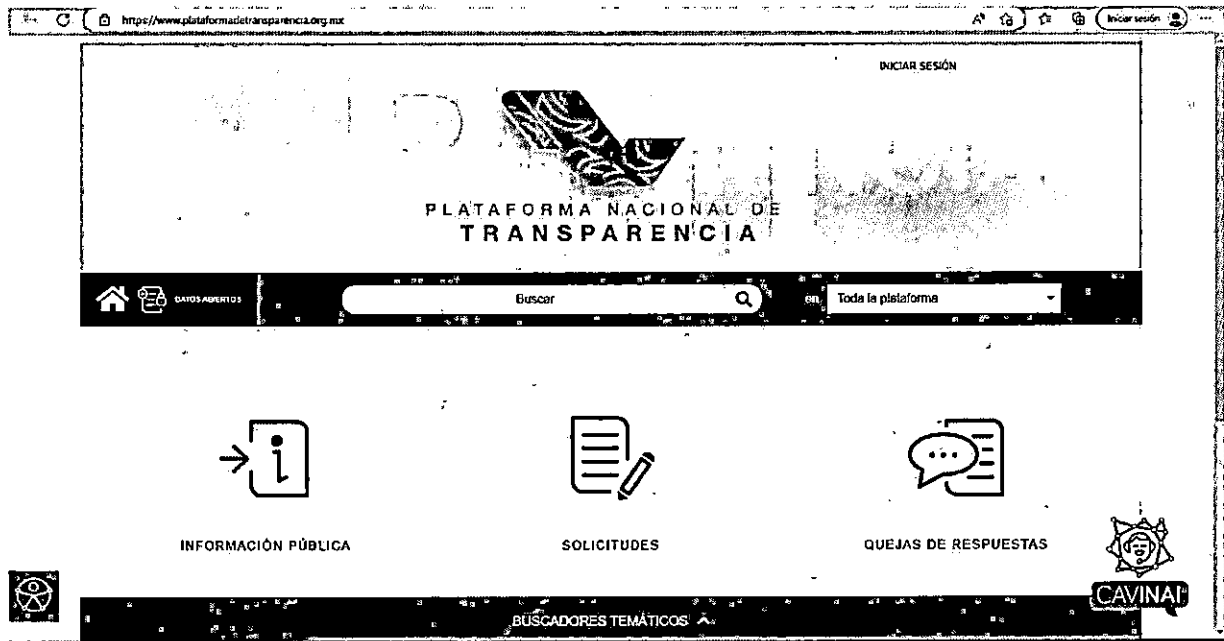 https://www.plataformadetransparencia.org.mx
Iniciar sesión
INICIAR SESIÓN
PLATAFORMA NACIONAL DE
TRANSPARENCIA
DATOS ABIERTOS
Buscar
en
Toda la plataforma
INFORMACIÓN PÚBLICA
SOLICITUDES
QUEJAS DE RESPUESTAS
CAVINAI
BUSCADORES TEMÁTICOS